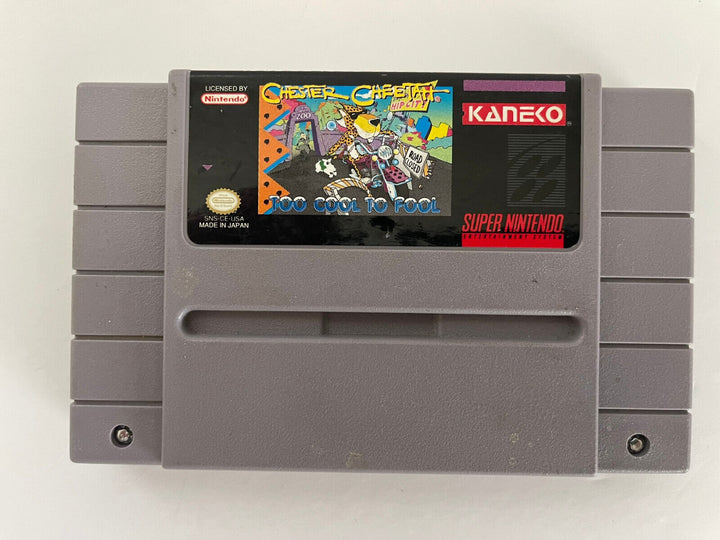 LICENSED BY
Nintendo
CHESTER CHEETAH
HIP CITY
ZOO
ROAD
CLOSED
TOO COOL TO FOOL
KANEKO
SNS-CE-USA
MADE IN JAPAN
SUPER NINTENDO
ENTERTAINMENT SYSTEM